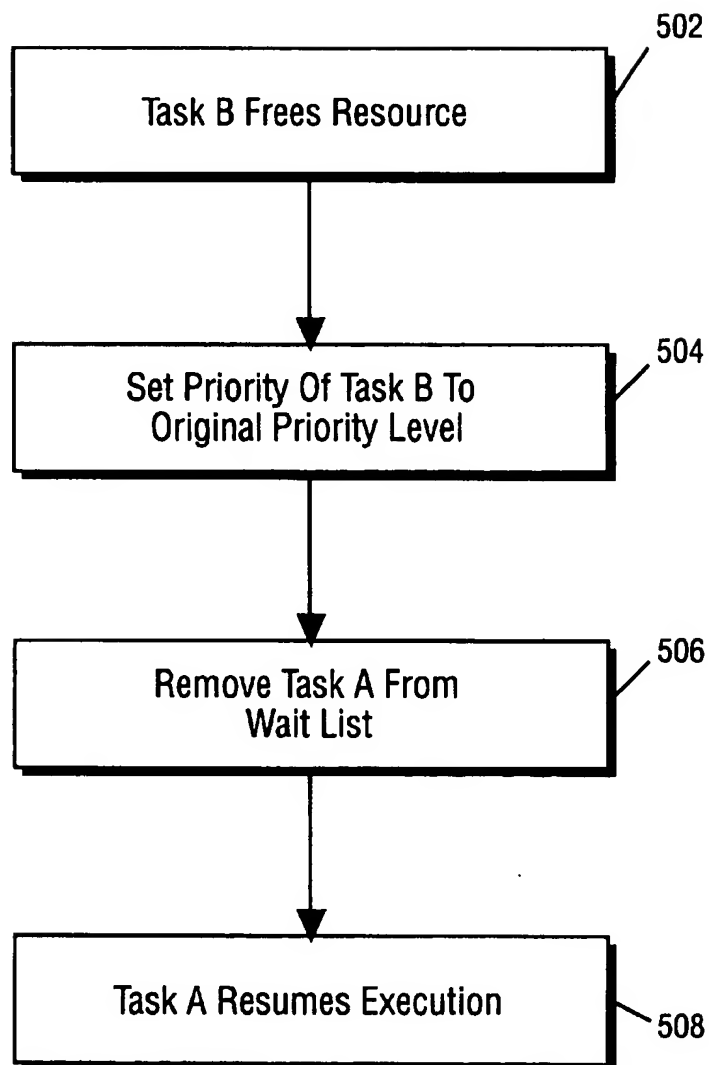 502
Task B Frees Resource
504
Set Priority Of Task B To
Original Priority Level
506
Remove Task A From
Wait List
Task A Resumes Execution
508